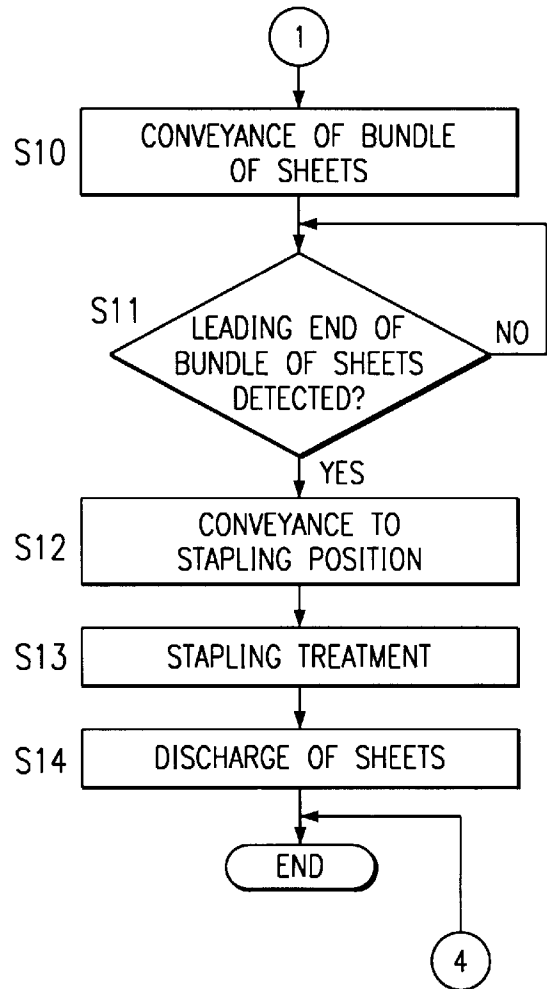 1
S10
CONVEYANCE OF BUNDLE
OF SHEETS
S11
LEADING END OF
BUNDLE OF SHEETS
DETECTED?
NO
YES
S12
CONVEYANCE TO
STAPLING POSITION
S13
STAPLING TREATMENT
S14
DISCHARGE OF SHEETS
END
4